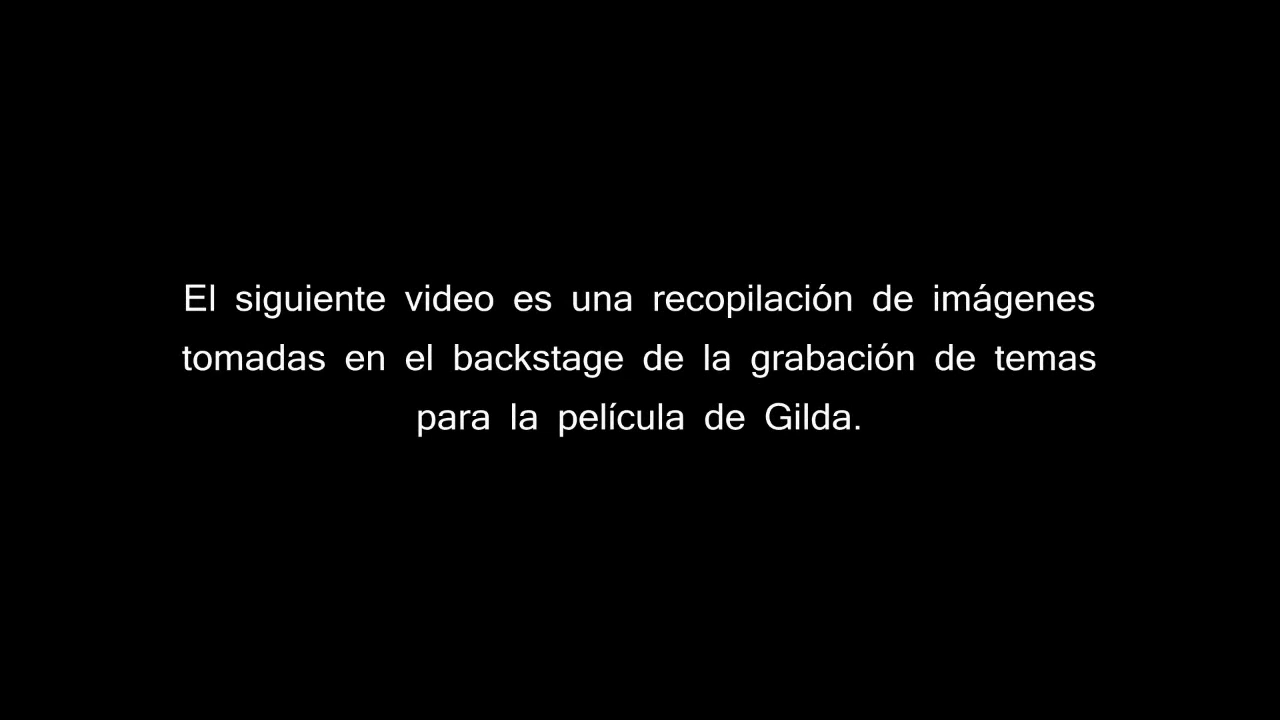 El siguiente video es una recopilación de imágenes
tomadas en el backstage de la grabación de temas
para la película de Gilda.